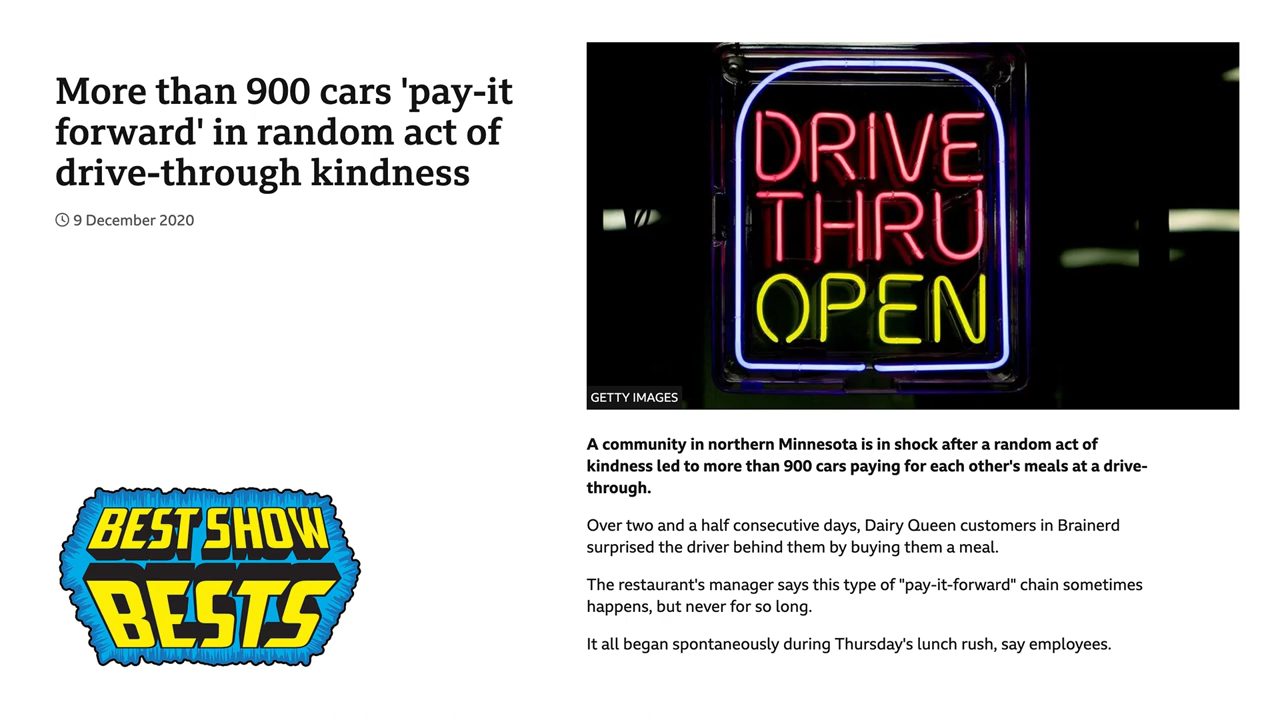 More than 900 cars 'pay-it
forward' in random act of
drive-through kindness
9 December 2020
DRIVE
THRU
OPEN
GETTY IMAGES
A community in northern Minnesota is in shock after a random act of
kindness led to more than 900 cars paying for each other's meals at a drive-
through.
Over two and a half consecutive days, Dairy Queen customers in Brainerd
surprised the driver behind them by buying them a meal.
The restaurant's manager says this type of "pay-it-forward" chain sometimes
happens, but never for so long.
It all began spontaneously during Thursday's lunch rush, say employees.
BEST SHOW
BESTS